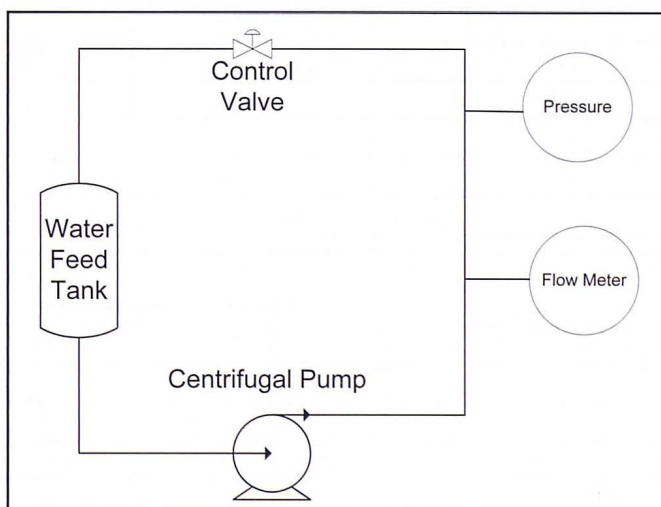 Control
Valve
Pressure
Water
Feed
Tank
Flow Meter
Centrifugal Pump